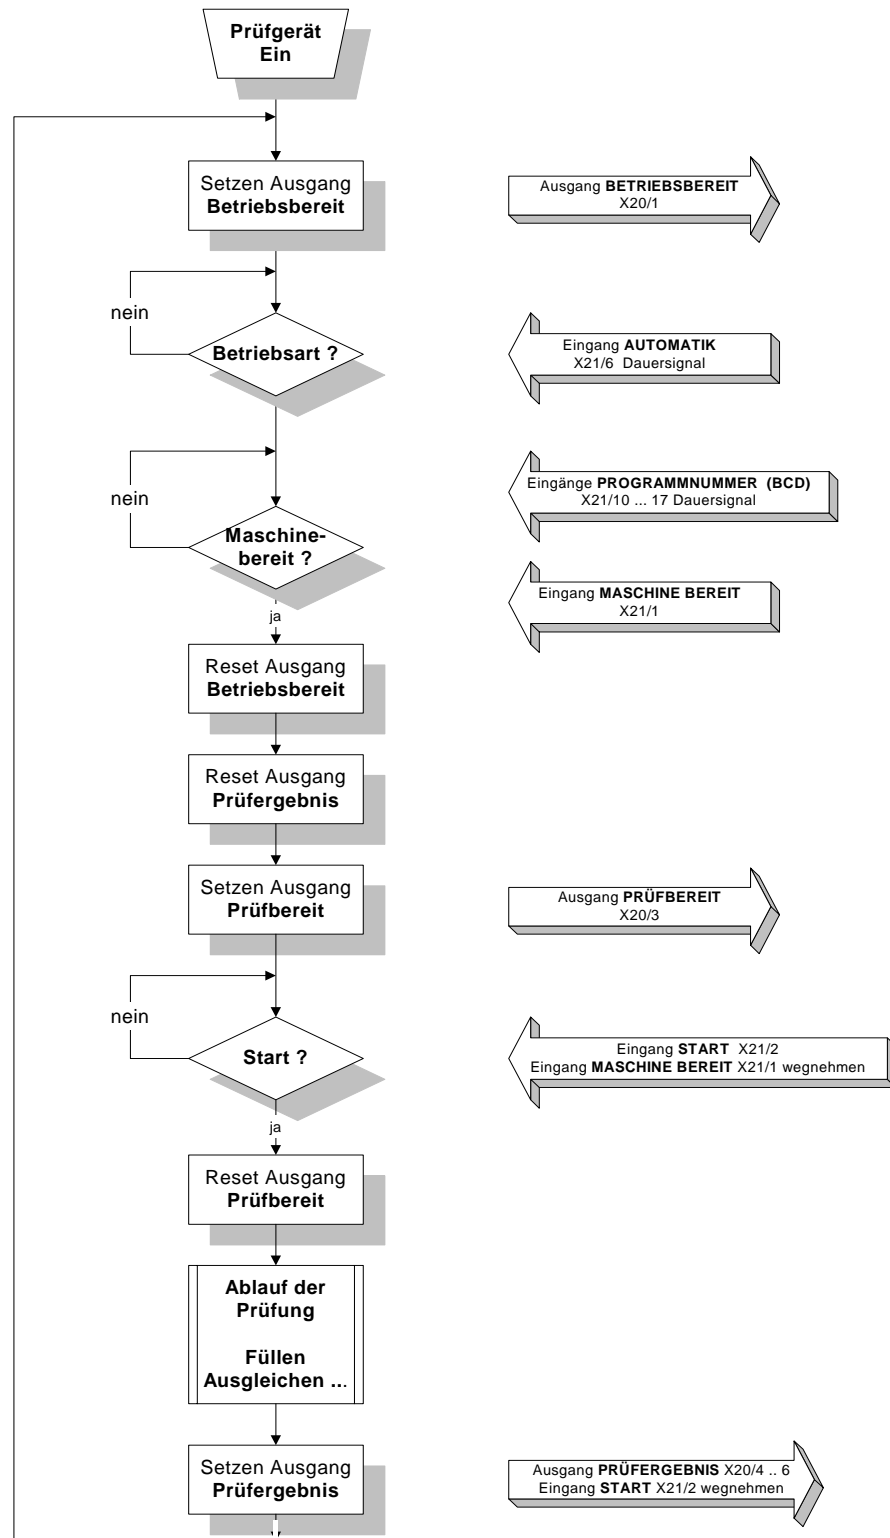 Prüfgerät
Ein
Setzen Ausgang
Betriebsbereit
Ausgang BETRIEBSBEREIT
X20/1
nein
Betriebsart ?
Eingang AUTOMATIK
X21/6 Dauersignal
nein
Maschine-
bereit ?
Eingänge PROGRAMMNUMMER (BCD)
X21/10 ... 17 Dauersignal
Eingang MASCHINE BEREIT
X21/1
ja
Reset Ausgang
Betriebsbereit
Reset Ausgang
Prüfergebnis
Setzen Ausgang
Prüfbereit
Ausgang PRÜFBEREIT
X20/3
nein
Start ?
Eingang START X21/2
Eingang MASCHINE BEREIT X21/1 wegnehmen
ja
Reset Ausgang
Prüfbereit
Ablauf der
Prüfung
Füllen
Ausgleichen ...
Setzen Ausgang
Prüfergebnis
Ausgang PRÜFERGEBNIS X20/4 .. 6
Eingang START X21/2 wegnehmen